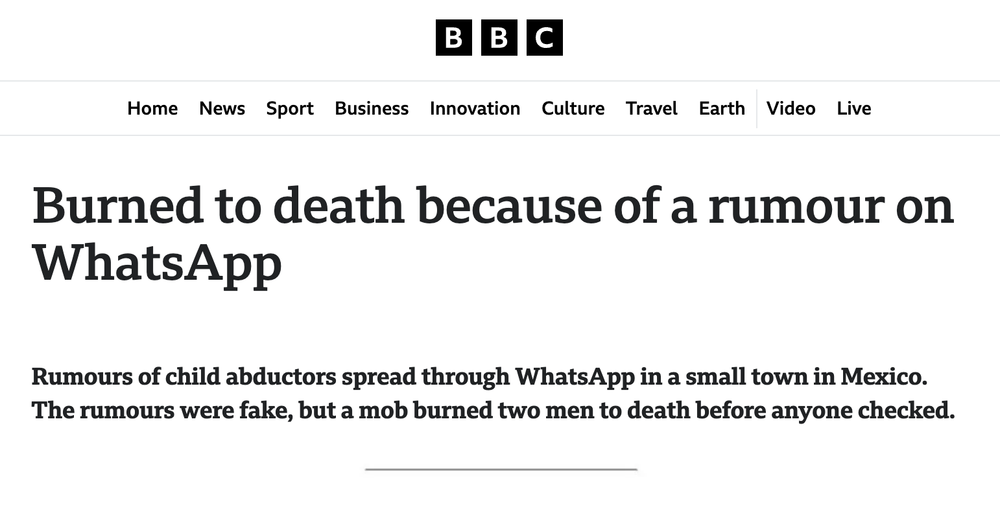 BBC
Home News Sport Business Innovation Culture Travel Earth Video Live
Burned to death because of a rumour on
WhatsApp
Rumours of child abductors spread through WhatsApp in a small town in Mexico.
The rumours were fake, but a mob burned two men to death before anyone checked.